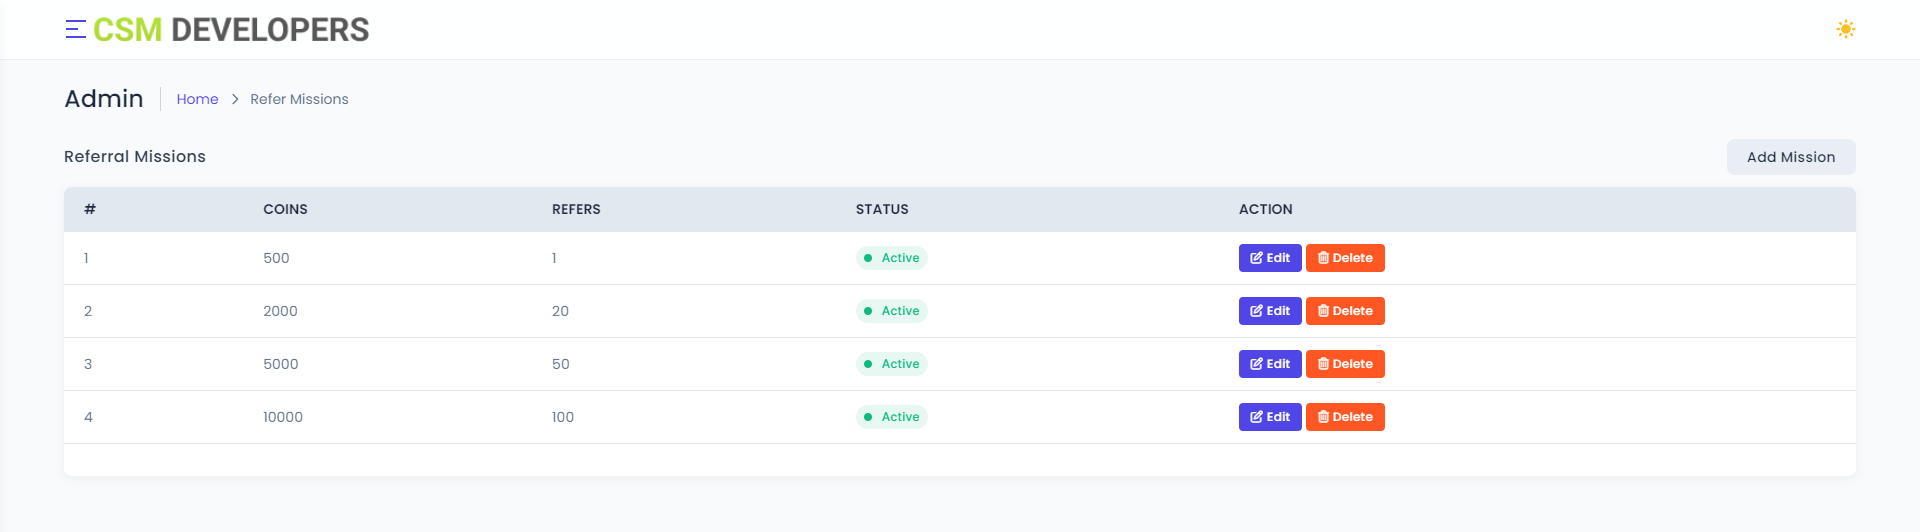 CSM DEVELOPERS
Admin Home Refer Missions
Referral Missions Add Mission
# COINS REFERS STATUS ACTION
1 500 1 Active Edit Delete
2 2000 20 Active Edit Delete
3 5000 50 Active Edit Delete
4 10000 100 Active Edit Delete